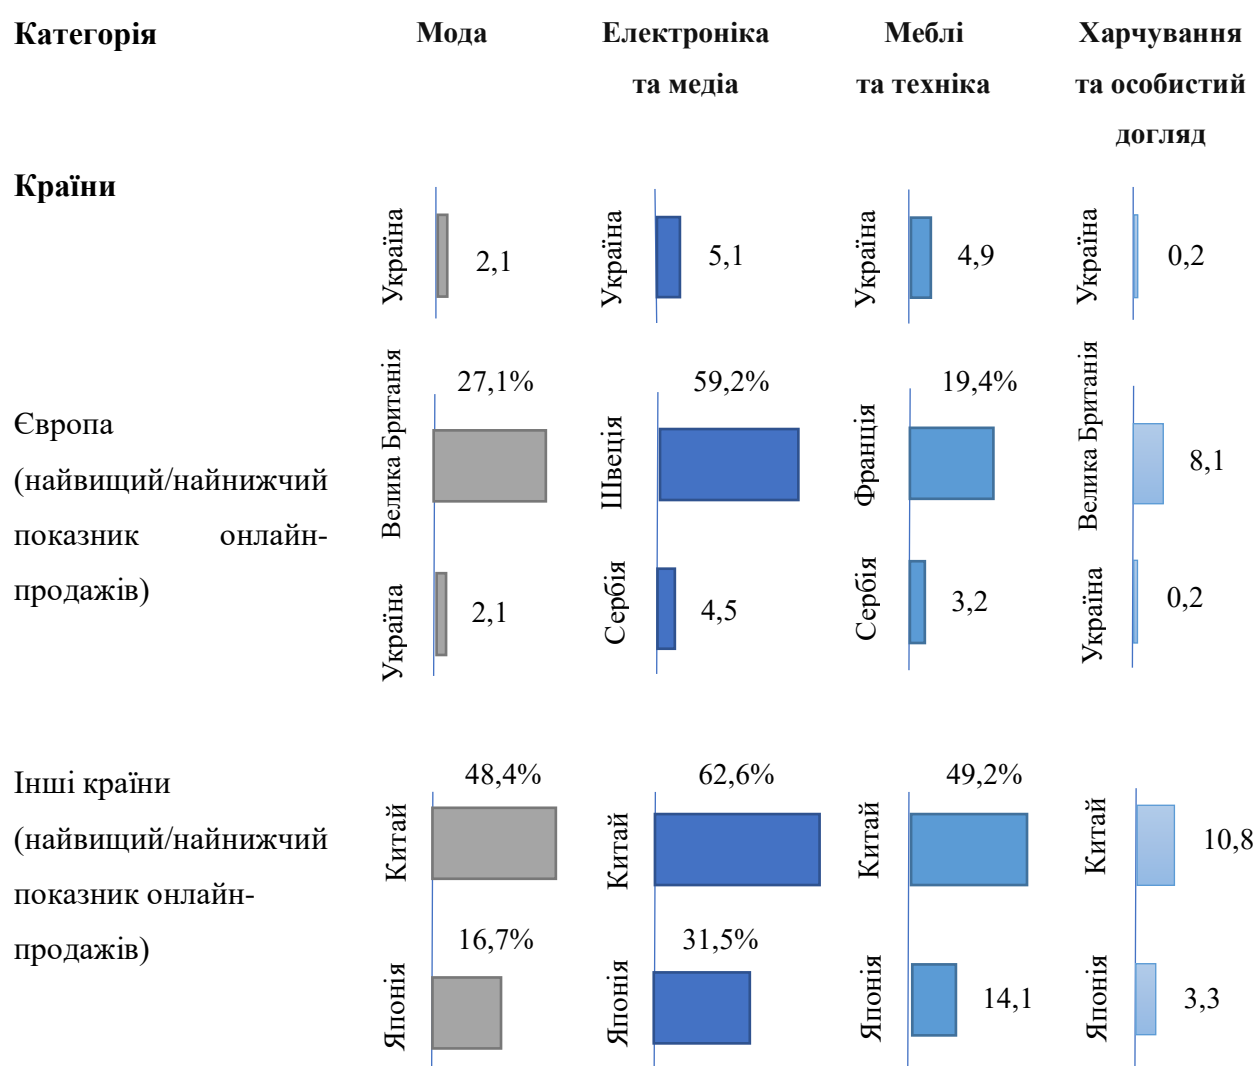 Категорія
Мода
Електроніка
та медіа
Меблі
та техніка
Харчування
та особистий
догляд
Країни
Україна
2,1
Україна
5,1
Україна
4,9
Україна
0,2
Європа
(найвищий/найнижчий
показник онлайн-
продажів)
Велика Британія
27,1%
Швеція
59,2%
Франція
19,4%
Велика Британія
8,1
Україна
2,1
Сербія
4,5
Сербія
3,2
Україна
0,2
Інші країни
(найвищий/найнижчий
показник онлайн-
продажів)
Китай
48,4%
Китай
62,6%
Китай
49,2%
Китай
10,8
Японія
16,7%
Японія
31,5%
Японія
14,1
Японія
3,3